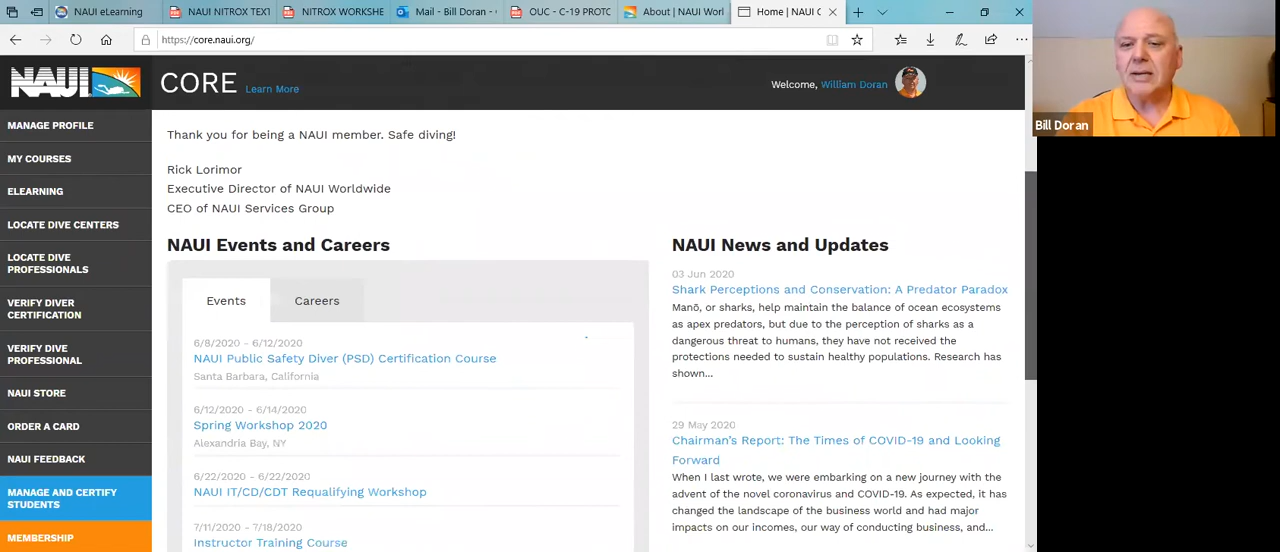 NAUI eLearning
NAUI NITROX TEXT
NITROX WORKSHE
Mail - Bill Doran -
OUC - C-19 PROTO
About | NAUI Worl
Home | NAUI C
https://core.naui.org/
NAUI
CORE Learn More
Welcome, William Doran
Bill Doran
MANAGE PROFILE
MY COURSES
ELEARNING
LOCATE DIVE CENTERS
LOCATE DIVE
PROFESSIONALS
VERIFY DIVER
CERTIFICATION
VERIFY DIVE
PROFESSIONAL
NAUI STORE
ORDER A CARD
NAUI FEEDBACK
MANAGE AND CERTIFY
STUDENTS
MEMBERSHIP
Thank you for being a NAUI member. Safe diving!
Rick Lorimor
Executive Director of NAUI Worldwide
CEO of NAUI Services Group
NAUI Events and Careers
Events
Careers
6/8/2020 - 6/12/2020
NAUI Public Safety Diver (PSD) Certification Course
Santa Barbara, California
6/12/2020 - 6/14/2020
Spring Workshop 2020
Alexandria Bay, NY
6/22/2020 - 6/22/2020
NAUI IT/CD/CDT Requalifying Workshop
7/11/2020 - 7/18/2020
Instructor Training Course
NAUI News and Updates
03 Jun 2020
Shark Perceptions and Conservation: A Predator Paradox
Manō, or sharks, help maintain the balance of ocean ecosystems
as apex predators, but due to the perception of sharks as a
dangerous threat to humans, they have not received the
protections needed to sustain healthy populations. Research has
shown...
29 May 2020
Chairman's Report: The Times of COVID-19 and Looking
Forward
When I last wrote, we were embarking on a new journey with the
advent of the novel coronavirus and COVID-19. As expected, it has
changed the landscape of the business world and had major
impacts on our incomes, our way of conducting business, and...